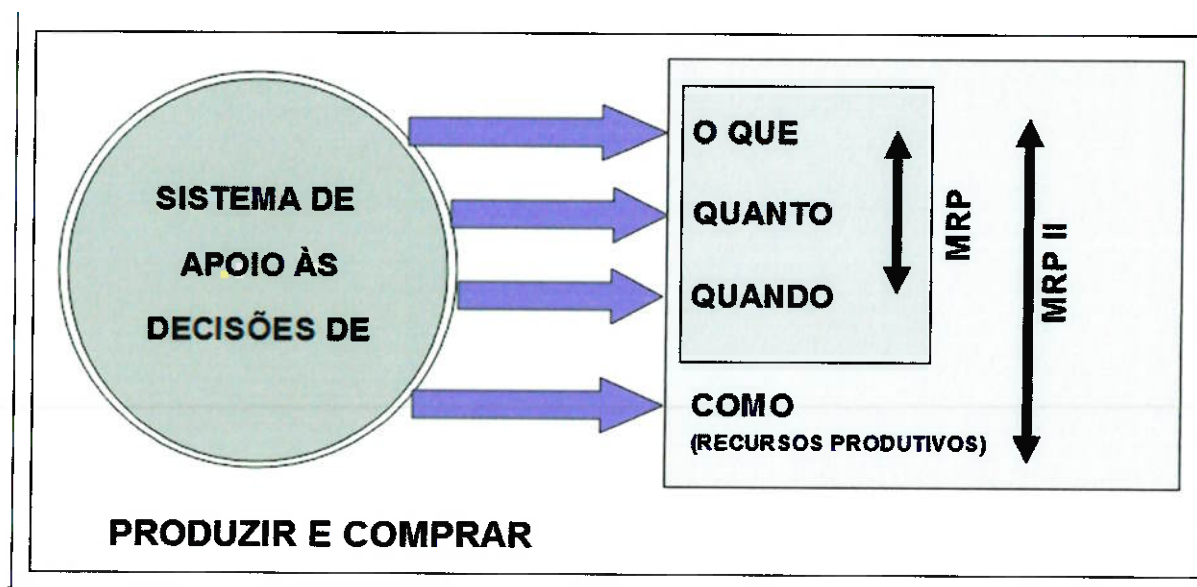 SISTEMA DE
APOIO ÀS
DECISÕES DE
O QUE
QUANTO
QUANDO
COMO
(RECURSOS PRODUTIVOS)
MRP
MRP II
PRODUZIR E COMPRAR